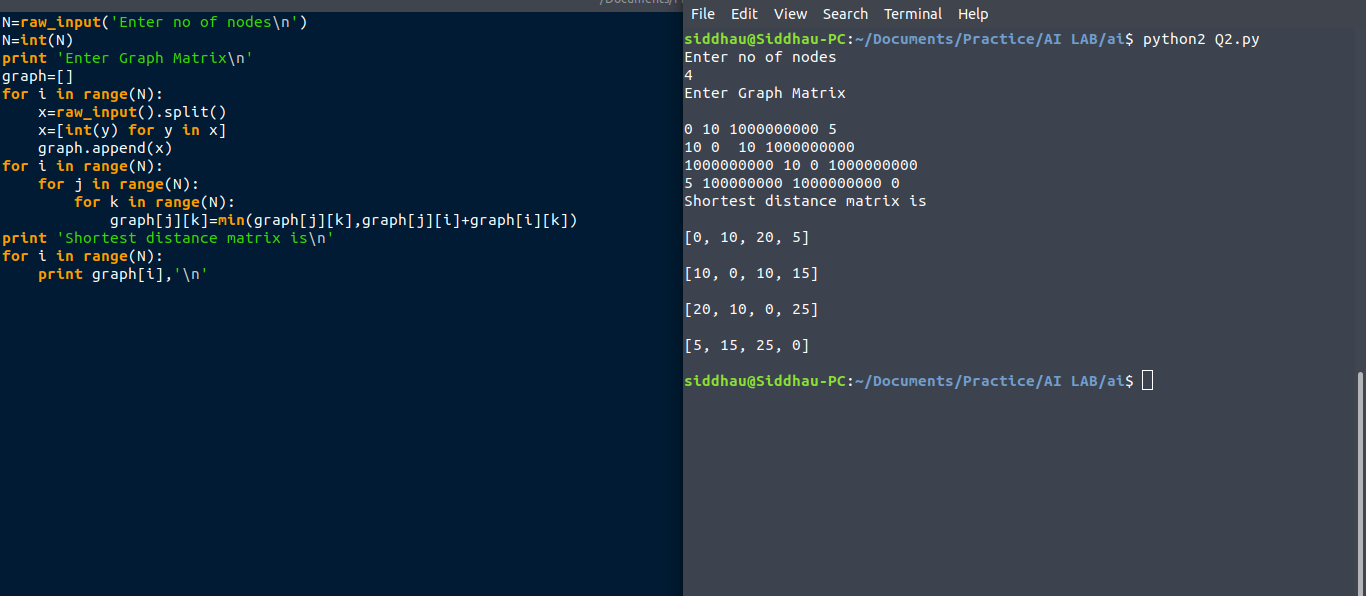 N=raw_input('Enter no of nodes\n')
N=int(N)
print 'Enter Graph Matrix\n'
graph=[]
for i in range(N):
    x=raw_input().split()
    x=[int(y) for y in x]
    graph.append(x)
for i in range(N):
    for j in range(N):
        for k in range(N):
            graph[j][k]=min(graph[j][k],graph[j][i]+graph[i][k])
print 'Shortest distance matrix is\n'
for i in range(N):
    print graph[i],'\n'
File Edit View Search Terminal Help
siddhau@Siddhau-PC:~/Documents/Practice/AI LAB/ai$ python2 Q2.py
Enter no of nodes
4
Enter Graph Matrix
0 10 1000000000 5
10 0  10 1000000000
1000000000 10 0 1000000000
5 100000000 1000000000 0
Shortest distance matrix is
[0, 10, 20, 5]
[10, 0, 10, 15]
[20, 10, 0, 25]
[5, 15, 25, 0]
siddhau@Siddhau-PC:~/Documents/Practice/AI LAB/ai$